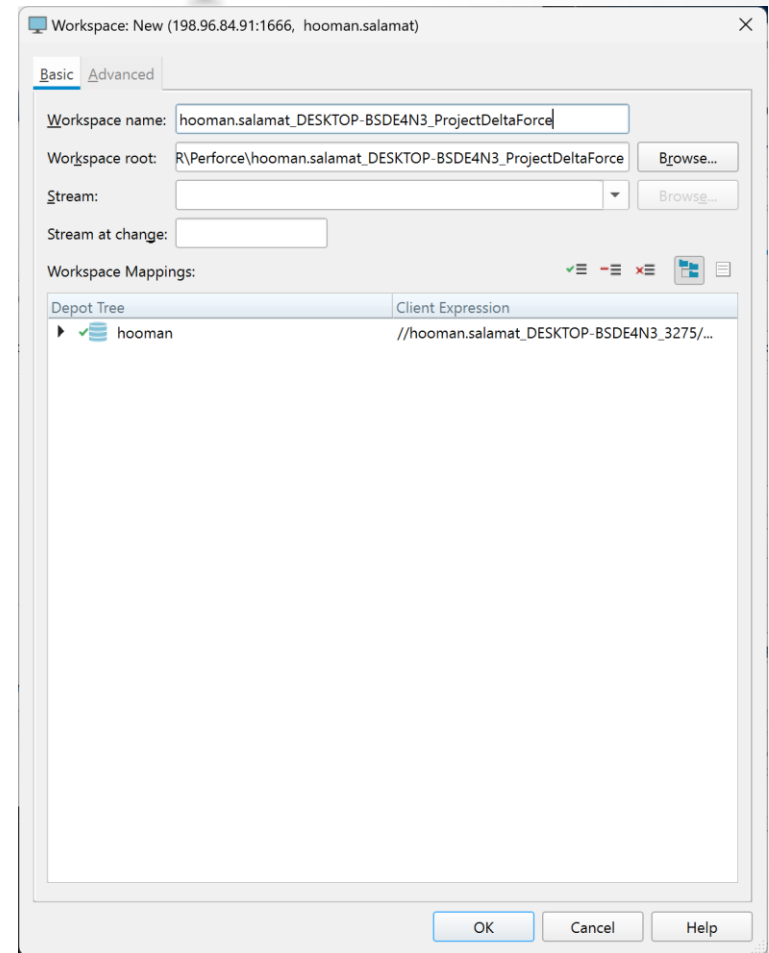 Workspace: New (198.96.84.91:1666, hooman.salamat)
Basic Advanced
Workspace name: hooman.salamat_DESKTOP-BSDE4N3_ProjectDeltaForce
Workspace root: R\Perforce\hooman.salamat_DESKTOP-BSDE4N3_ProjectDeltaForce Browse...
Stream: Browse...
Stream at change:
Workspace Mappings:
Depot Tree Client Expression
hooman //hooman.salamat_DESKTOP-BSDE4N3_3275/...
OK Cancel Help